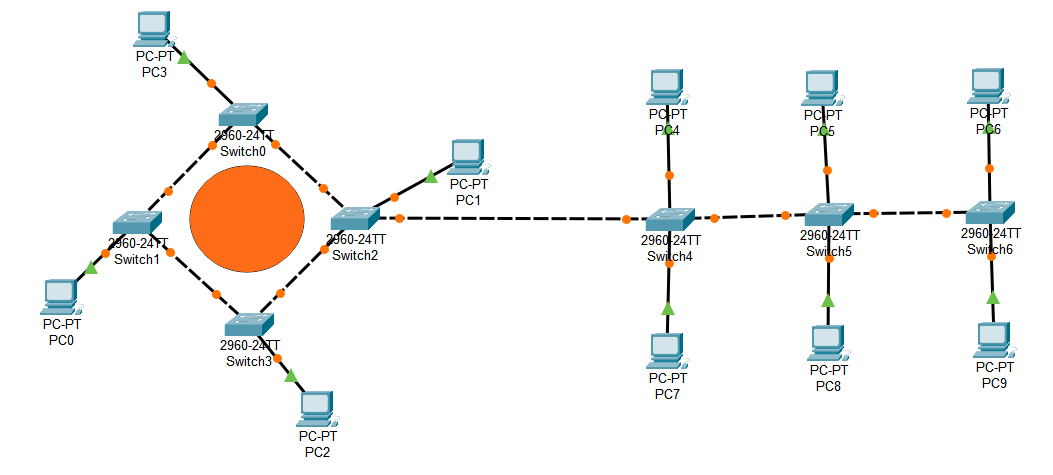 PC-PT
PC3
2960-24TT
Switch0
PC-PT
PC1
2960-24TT
Switch1
2960-24TT
Switch2
PC-PT
PC0
2960-24TT
Switch3
PC-PT
PC2
PC-PT
PC4
PC-PT
PC5
PC-PT
PC6
2960-24TT
Switch4
2960-24TT
Switch5
2960-24TT
Switch6
PC-PT
PC7
PC-PT
PC8
PC-PT
PC9